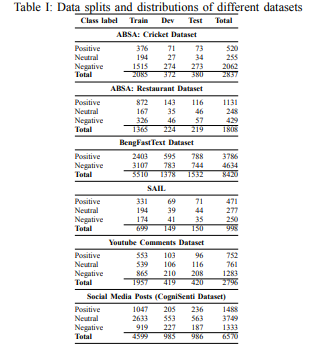 Table I: Data splits and distributions of different datasets
Class label Train Dev Test Total
ABSA: Cricket Dataset
Positive 376 71 73 520
Neutral 194 27 34 255
Negative 1515 274 273 2062
Total 2085 372 380 2837
ABSA: Restaurant Dataset
Positive 872 143 116 1131
Neutral 167 35 46 248
Negative 326 46 57 429
Total 1365 224 219 1808
BengFastText Dataset
Positive 2403 595 788 3786
Negative 3107 783 744 4634
Total 5510 1378 1532 8420
SAIL
Positive 331 69 71 471
Neutral 194 39 44 277
Negative 174 41 35 250
Total 699 149 150 998
Youtube Comments Dataset
Positive 553 103 96 752
Neutral 539 106 116 761
Negative 865 210 208 1283
Total 1957 419 420 2796
Social Media Posts (CogniSenti Dataset)
Positive 1047 205 236 1488
Neutral 2633 553 563 3749
Negative 919 227 187 1333
Total 4599 985 986 6570